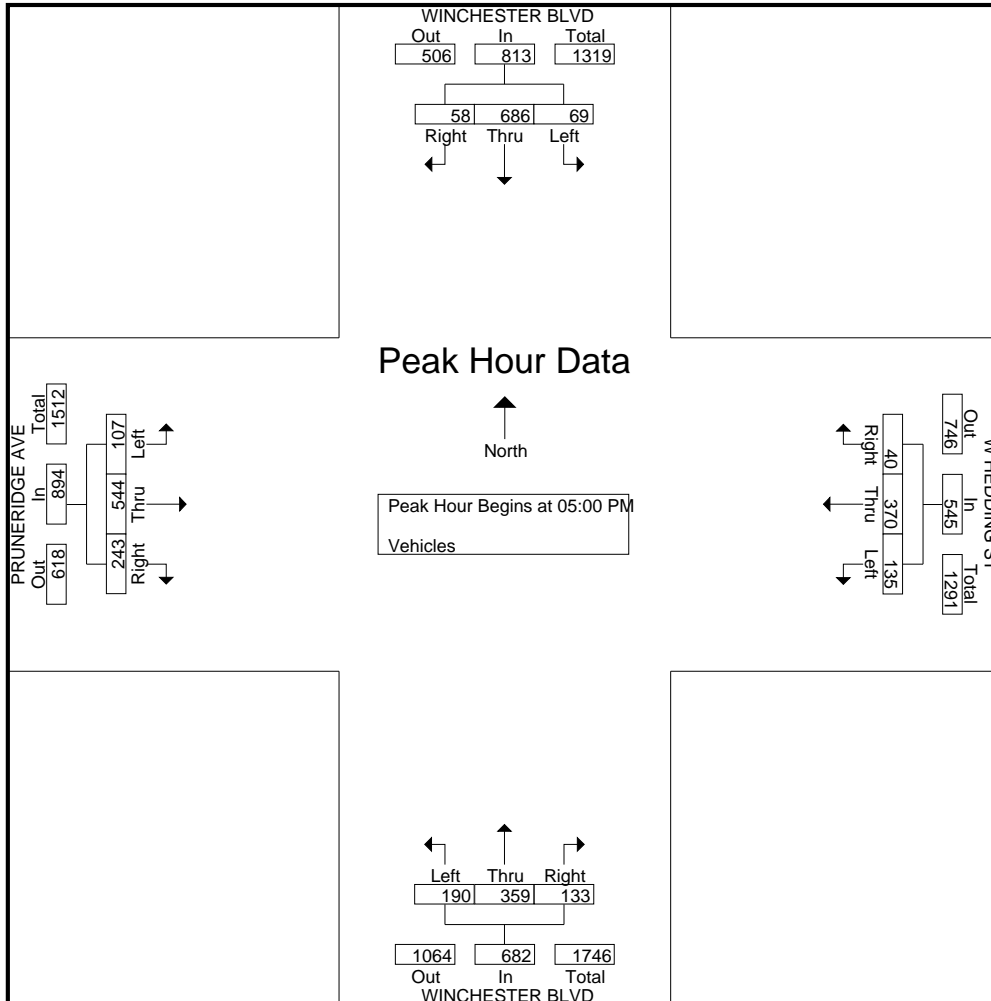 WINCHESTER BLVD
Out In Total
506 813 1319
58 686 69
Right Thru Left
Peak Hour Data
North
Peak Hour Begins at 05:00 PM
Vehicles
PRUNERIDGE AVE
Out In Total
618 894 1512
243 544 107
Right Thru Left
W HEDDING ST
Out In Total
746 545 1291
40 370 135
Right Thru Left
Left Thru Right
190 359 133
1064 682 1746
Out In Total
WINCHESTER BLVD